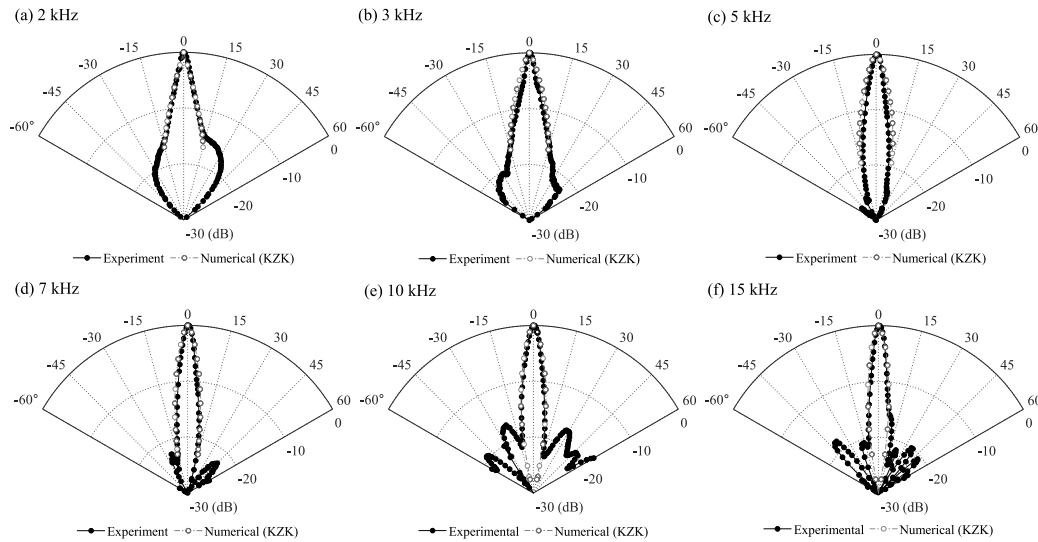 (a) 2 kHz
(b) 3 kHz
(c) 5 kHz
-60° -45 -30 -15 0 15 30 45 60
0
-10
-20
-30 (dB)
-60° -45 -30 -15 0 15 30 45 60
0
-10
-20
-30 (dB)
-60° -45 -30 -15 0 15 30 45 60
0
-10
-20
-30 (dB)
Experiment Numerical (KZK)
Experiment Numerical (KZK)
Experiment Numerical (KZK)
(d) 7 kHz
(e) 10 kHz
(f) 15 kHz
-60° -45 -30 -15 0 15 30 45 60
0
-10
-20
-30 (dB)
-60° -45 -30 -15 0 15 30 45 60
0
-10
-20
-30 (dB)
-60° -45 -30 -15 0 15 30 45 60
0
-10
-20
-30 (dB)
Experiment Numerical (KZK)
Experimental Numerical (KZK)
Experimental Numerical (KZK)